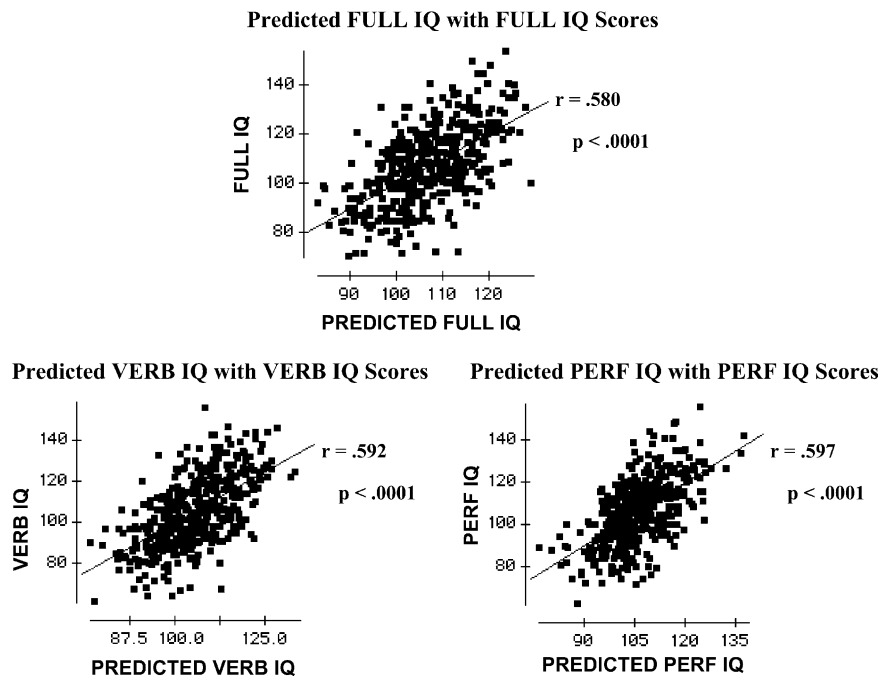 Predicted FULL IQ with FULL IQ Scores
140
120
100
80
FULL IQ
r = .580
p < .0001
90 100 110 120
PREDICTED FULL IQ
Predicted VERB IQ with VERB IQ Scores
140
120
100
80
VERB IQ
r = .592
p < .0001
87.5 100.0 125.0
PREDICTED VERB IQ
Predicted PERF IQ with PERF IQ Scores
140
120
100
80
PERF IQ
r = .597
p < .0001
90 105 120 135
PREDICTED PERF IQ